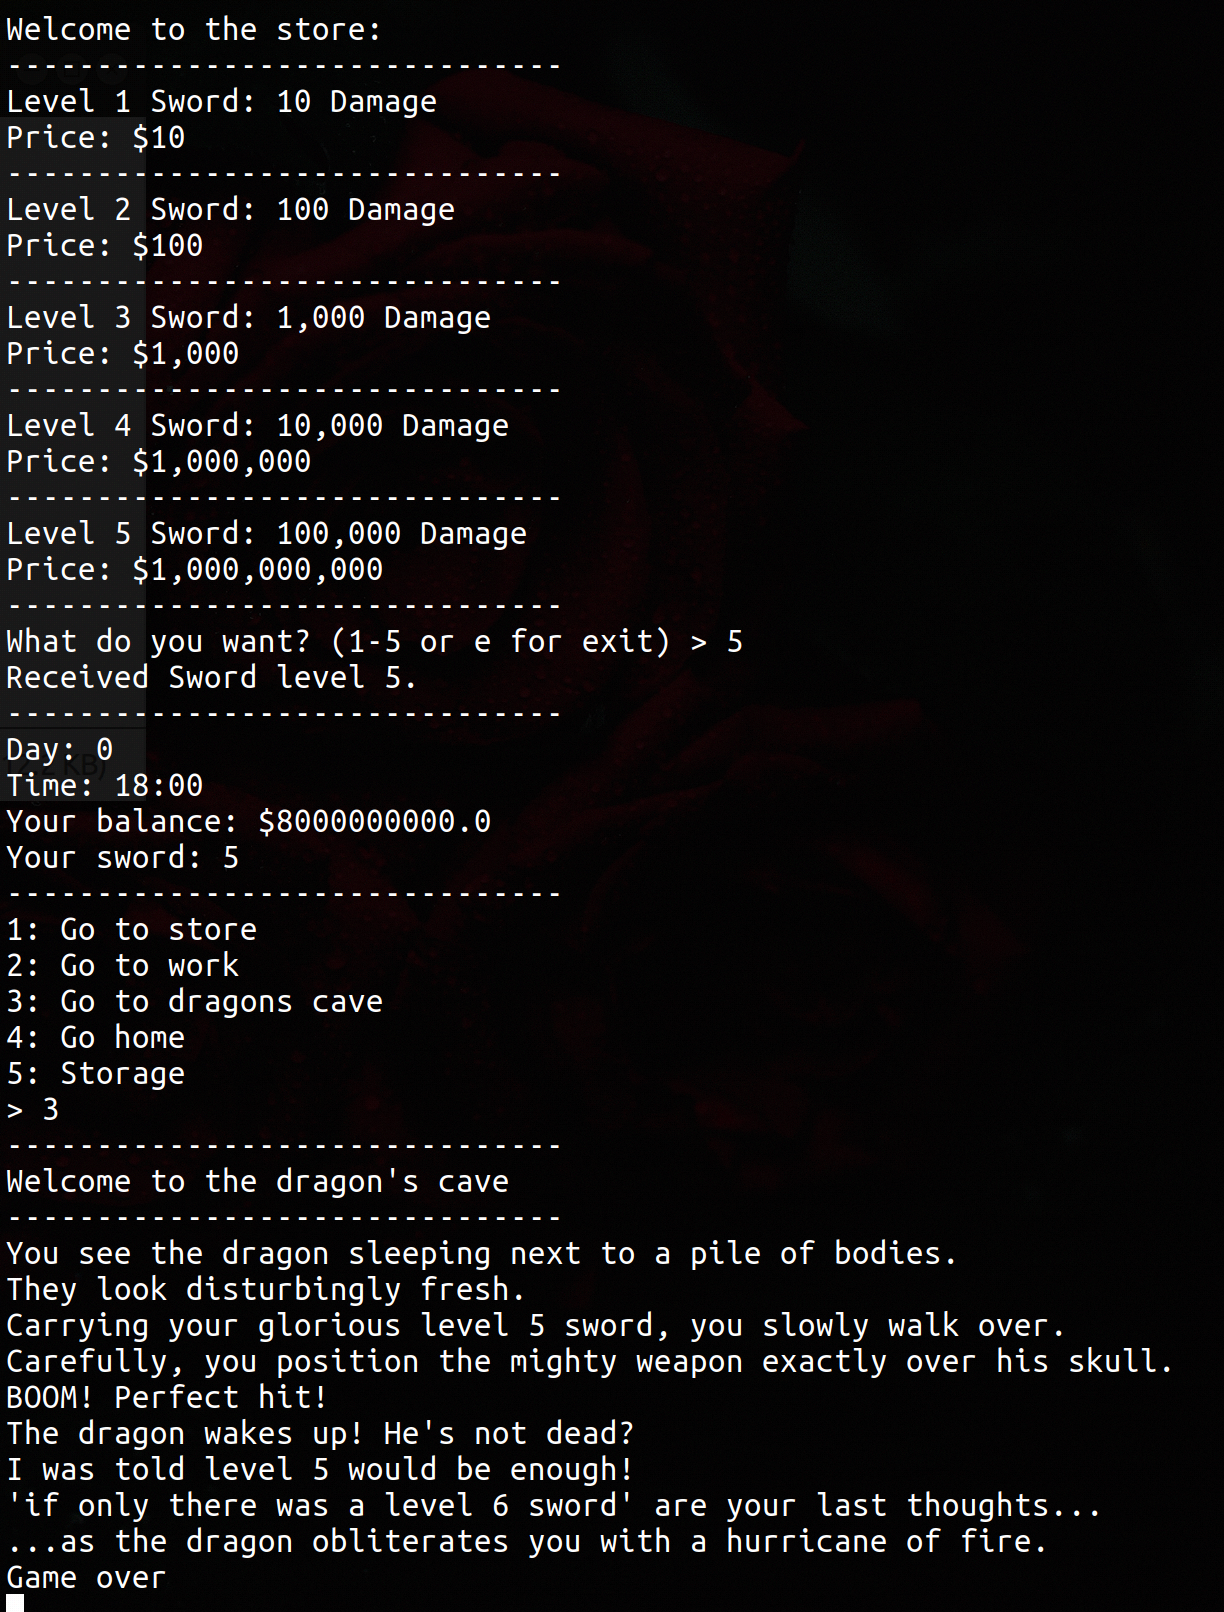 Welcome to the store:
-------------------------------
Level 1 Sword: 10 Damage
Price: $10
-------------------------------
Level 2 Sword: 100 Damage
Price: $100
-------------------------------
Level 3 Sword: 1,000 Damage
Price: $1,000
-------------------------------
Level 4 Sword: 10,000 Damage
Price: $1,000,000
-------------------------------
Level 5 Sword: 100,000 Damage
Price: $1,000,000,000
-------------------------------
What do you want? (1-5 or e for exit) > 5
Received Sword level 5.
-------------------------------
Day: 0
Time: 18:00
Your balance: $8000000000.0
Your sword: 5
-------------------------------
1: Go to store
2: Go to work
3: Go to dragons cave
4: Go home
5: Storage
> 3
-------------------------------
Welcome to the dragon's cave
-------------------------------
You see the dragon sleeping next to a pile of bodies.
They look disturbingly fresh.
Carrying your glorious level 5 sword, you slowly walk over.
Carefully, you position the mighty weapon exactly over his skull.
BOOM! Perfect hit!
The dragon wakes up! He's not dead?
I was told level 5 would be enough!
'if only there was a level 6 sword' are your last thoughts...
...as the dragon obliterates you with a hurricane of fire.
Game over